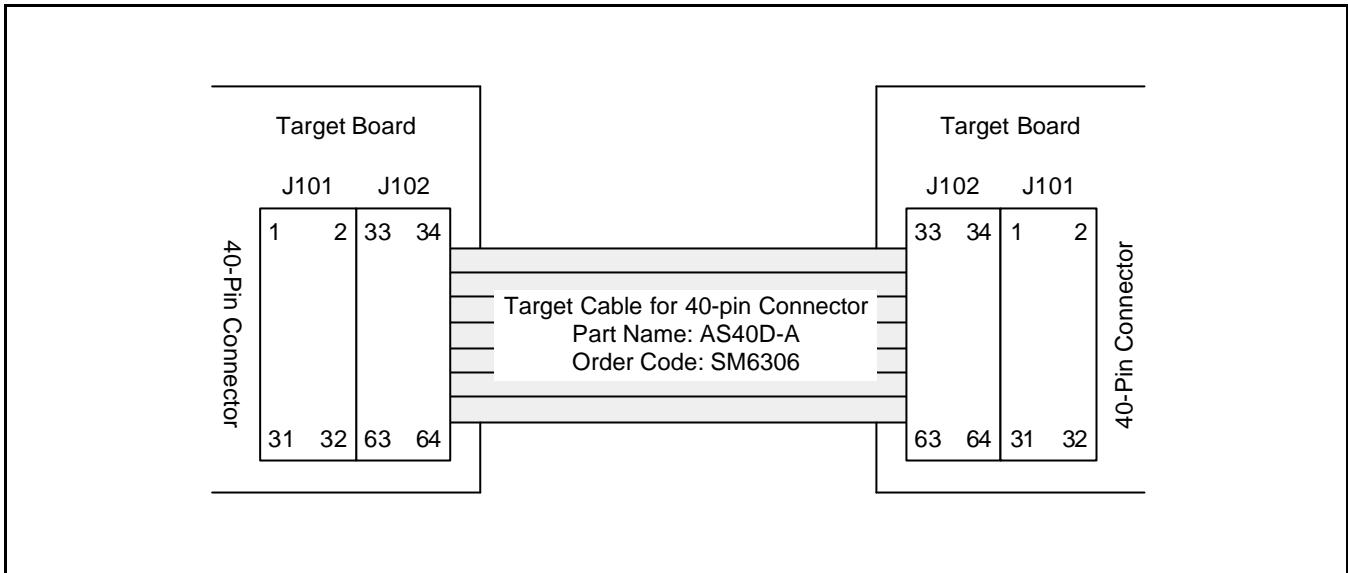 Target Board
J101 J102
1 2 33 34
31 32 63 64
40-Pin Connector
Target Cable for 40-pin Connector
Part Name: AS40D-A
Order Code: SM6306
Target Board
J102 J101
33 34 1 2
63 64 31 32
40-Pin Connector